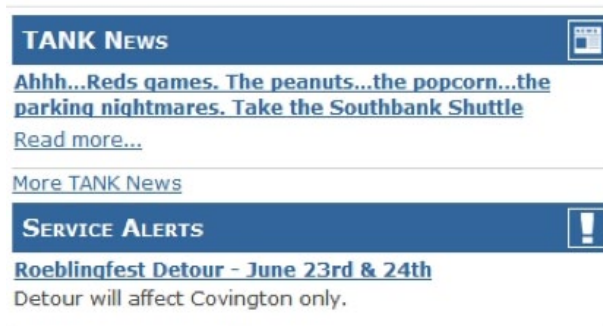 TANK NEWS
Ahhh...Reds games. The peanuts...the popcorn...the
parking nightmares. Take the Southbank Shuttle
Read more...
More TANK News
SERVICE ALERTS
Roeblingfest Detour - June 23rd & 24th
Detour will affect Covington only.